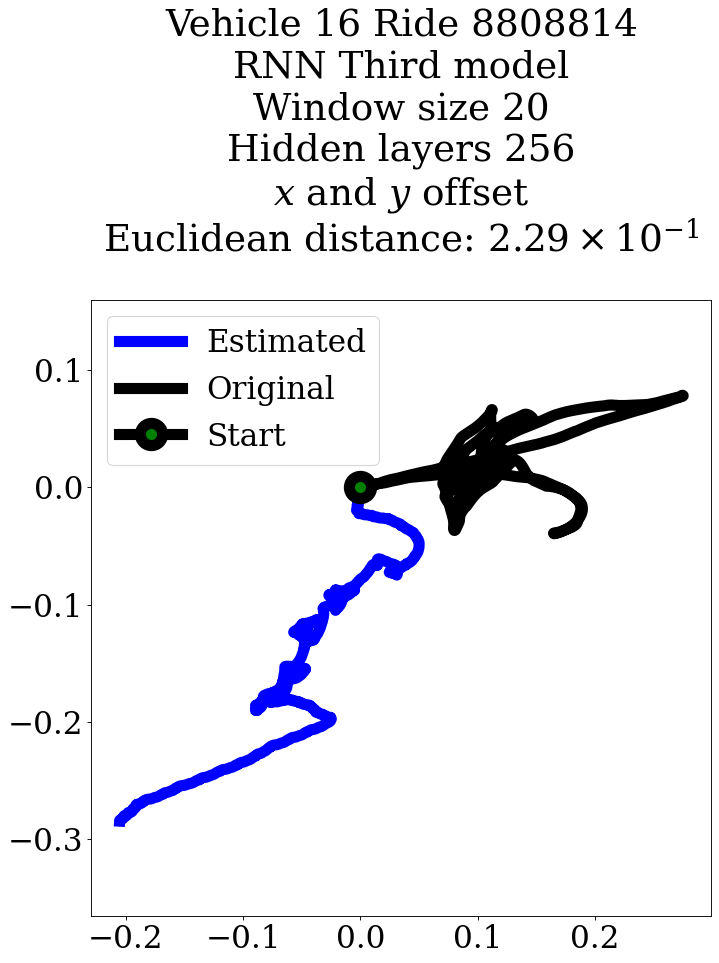 Vehicle 16 Ride 8808814
RNN Third model
Window size 20
Hidden layers 256
x and y offset
Euclidean distance: 2.29 × 10⁻¹
Estimated
Original
Start
0.1
0.0
−0.1
−0.2
−0.3
−0.2 −0.1 0.0 0.1 0.2